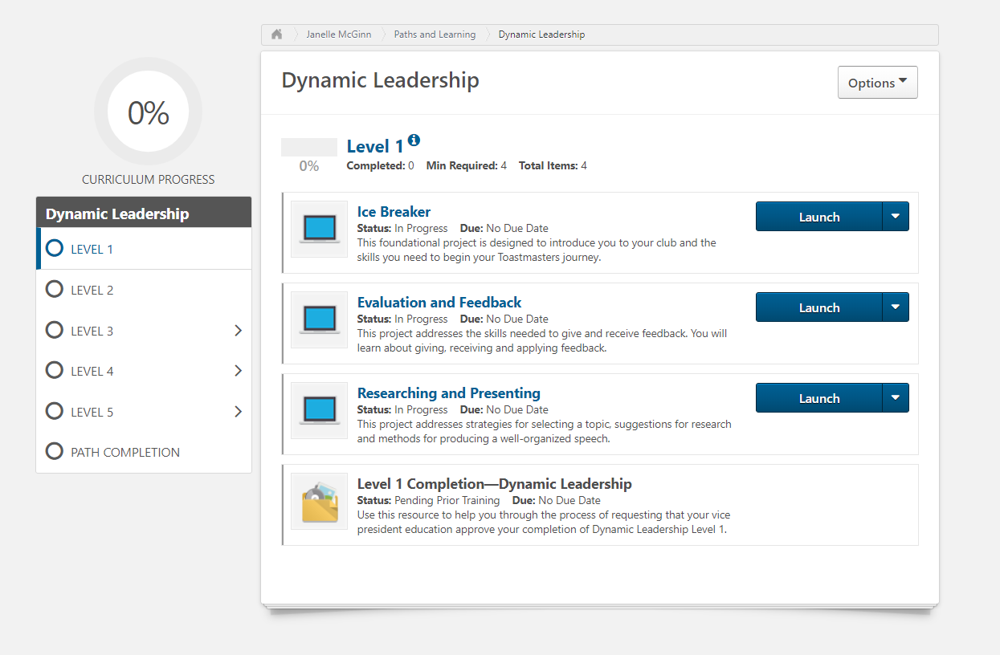 Janelle McGinn Paths and Learning Dynamic Leadership
0%
CURRICULUM PROGRESS
Dynamic Leadership
LEVEL 1
LEVEL 2
LEVEL 3
LEVEL 4
LEVEL 5
PATH COMPLETION
Dynamic Leadership
Options
Level 1
0%
Completed: 0 Min Required: 4 Total Items: 4
Ice Breaker
Status: In Progress Due: No Due Date
This foundational project is designed to introduce you to your club and the
skills you need to begin your Toastmasters journey.
Launch
Evaluation and Feedback
Status: In Progress Due: No Due Date
This project addresses the skills needed to give and receive feedback. You will
learn about giving, receiving and applying feedback.
Launch
Researching and Presenting
Status: In Progress Due: No Due Date
This project addresses strategies for selecting a topic, suggestions for research
and methods for producing a well-organized speech.
Launch
Level 1 Completion—Dynamic Leadership
Status: Pending Prior Training Due: No Due Date
Use this resource to help you through the process of requesting that your vice
president education approve your completion of Dynamic Leadership Level 1.